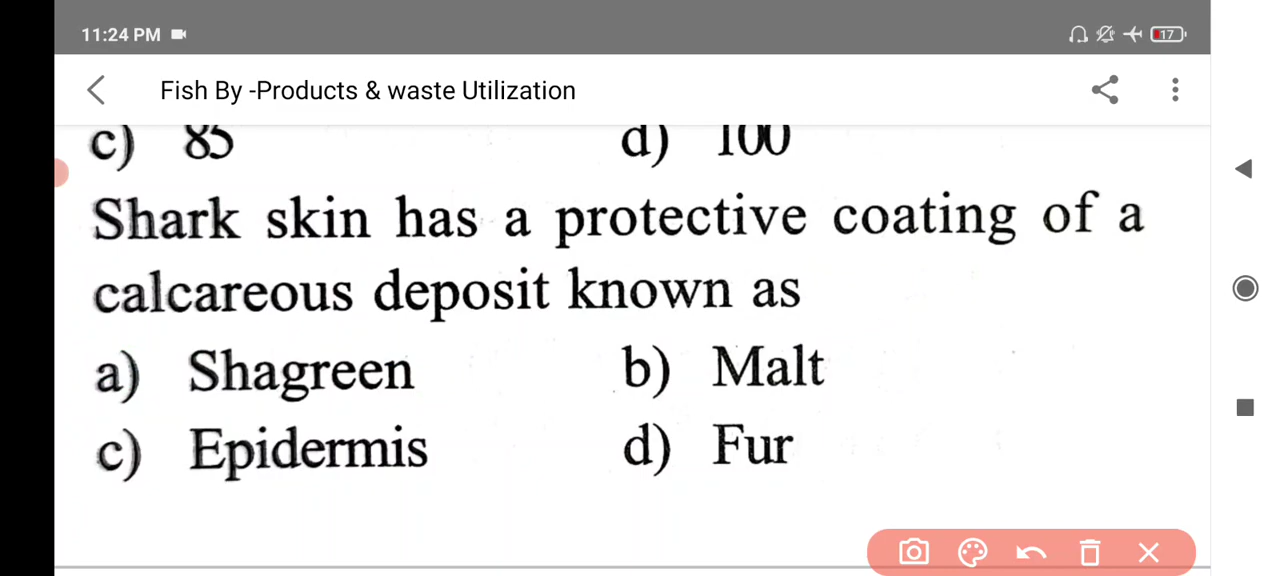 11:24 PM
17
Fish By -Products & waste Utilization
c) 85 d) 100
Shark skin has a protective coating of a
calcareous deposit known as
a) Shagreen b) Malt
c) Epidermis d) Fur